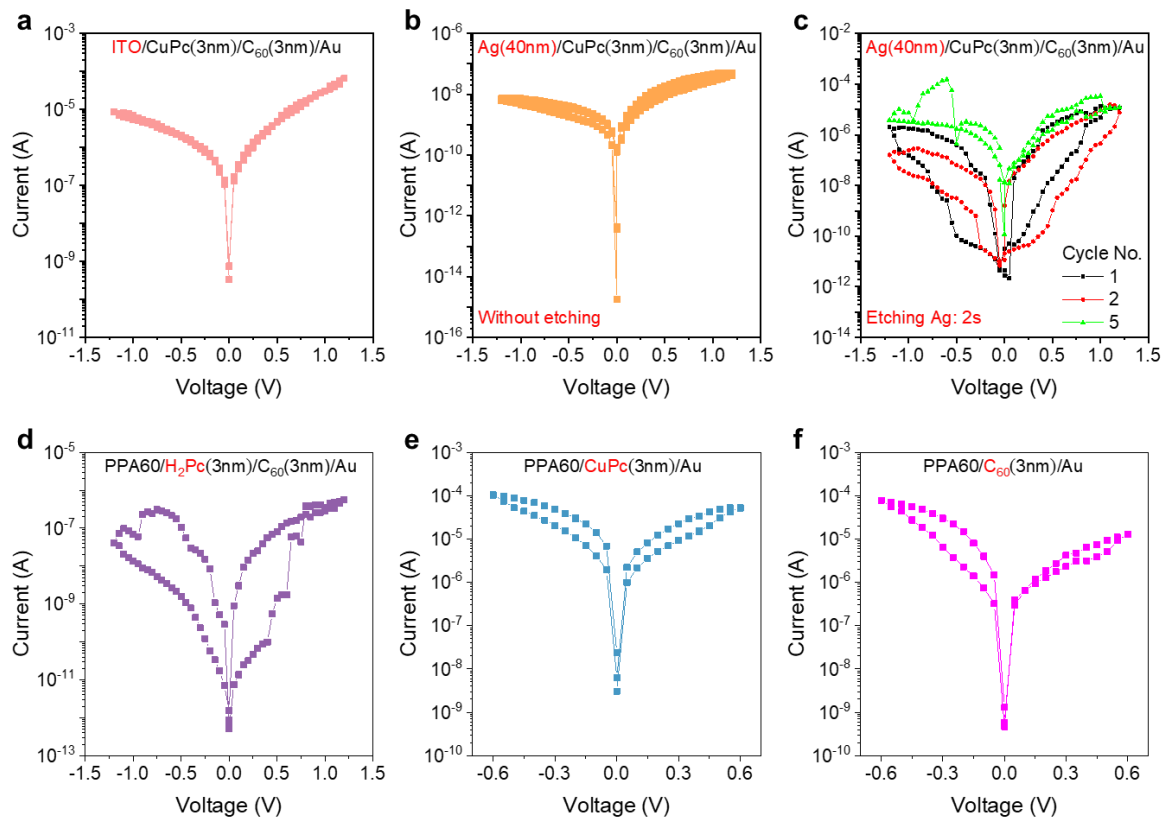 a
ITO/CuPc(3nm)/C₆₀(3nm)/Au
10⁻³
10⁻⁵
10⁻⁷
10⁻⁹
10⁻¹¹
Current (A)
-1.5 -1.0 -0.5 0.0 0.5 1.0 1.5
Voltage (V)
b
Ag(40nm)/CuPc(3nm)/C₆₀(3nm)/Au
10⁻⁶
10⁻⁸
10⁻¹⁰
10⁻¹²
10⁻¹⁴
10⁻¹⁶
Current (A)
Without etching
-1.5 -1.0 -0.5 0.0 0.5 1.0 1.5
Voltage (V)
c
Ag(40nm)/CuPc(3nm)/C₆₀(3nm)/Au
10⁻²
10⁻⁴
10⁻⁶
10⁻⁸
10⁻¹⁰
10⁻¹²
10⁻¹⁴
Current (A)
Cycle No.
1
2
5
Etching Ag: 2s
-1.5 -1.0 -0.5 0.0 0.5 1.0 1.5
Voltage (V)
d
PPA60/H₂Pc(3nm)/C₆₀(3nm)/Au
10⁻⁵
10⁻⁷
10⁻⁹
10⁻¹¹
10⁻¹³
Current (A)
-1.5 -1.0 -0.5 0.0 0.5 1.0 1.5
Voltage (V)
e
PPA60/CuPc(3nm)/Au
10⁻³
10⁻⁴
10⁻⁵
10⁻⁶
10⁻⁷
10⁻⁸
10⁻⁹
10⁻¹⁰
Current (A)
-0.6 -0.3 0.0 0.3 0.6
Voltage (V)
f
PPA60/C₆₀(3nm)/Au
10⁻³
10⁻⁴
10⁻⁵
10⁻⁶
10⁻⁷
10⁻⁸
10⁻⁹
10⁻¹⁰
Current (A)
-0.6 -0.3 0.0 0.3 0.6
Voltage (V)